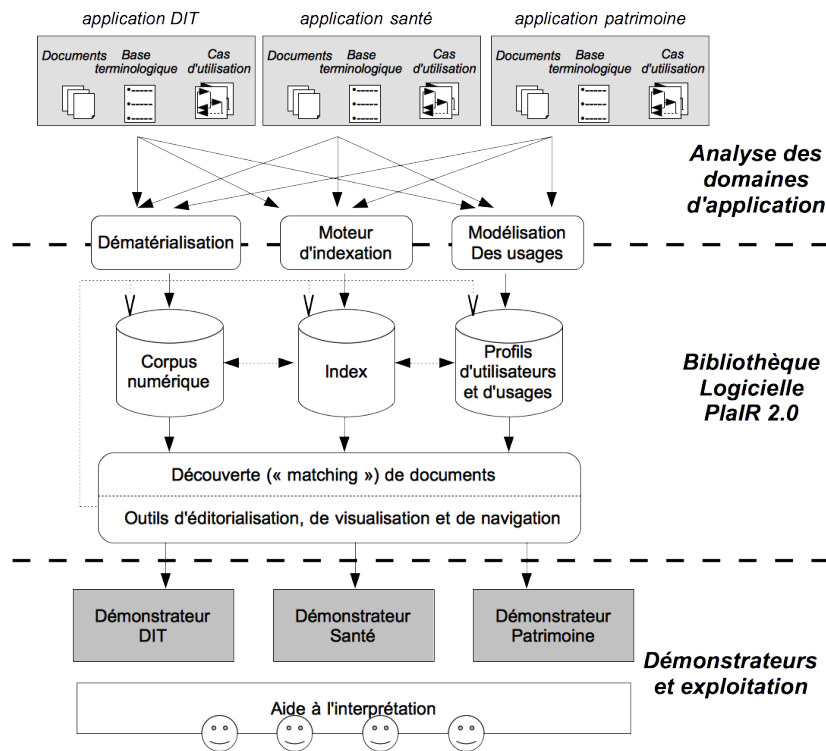 application DIT
application santé
application patrimoine
Documents
Base
terminologique
Cas
d'utilisation
Documents
Base
terminologique
Cas
d'utilisation
Documents
Base
terminologique
Cas
d'utilisation
Analyse des
domaines
d'application
Dématérialisation
Moteur
d'indexation
Modélisation
Des usages
Corpus
numérique
Index
Profils
d'utilisateurs
et d'usages
Bibliothèque
Logicielle
PlaIR 2.0
Découverte (« matching ») de documents
Outils d'éditorialisation, de visualisation et de navigation
Démonstrateur
DIT
Démonstrateur
Santé
Démonstrateur
Patrimoine
Démonstrateurs
et exploitation
Aide à l'interprétation